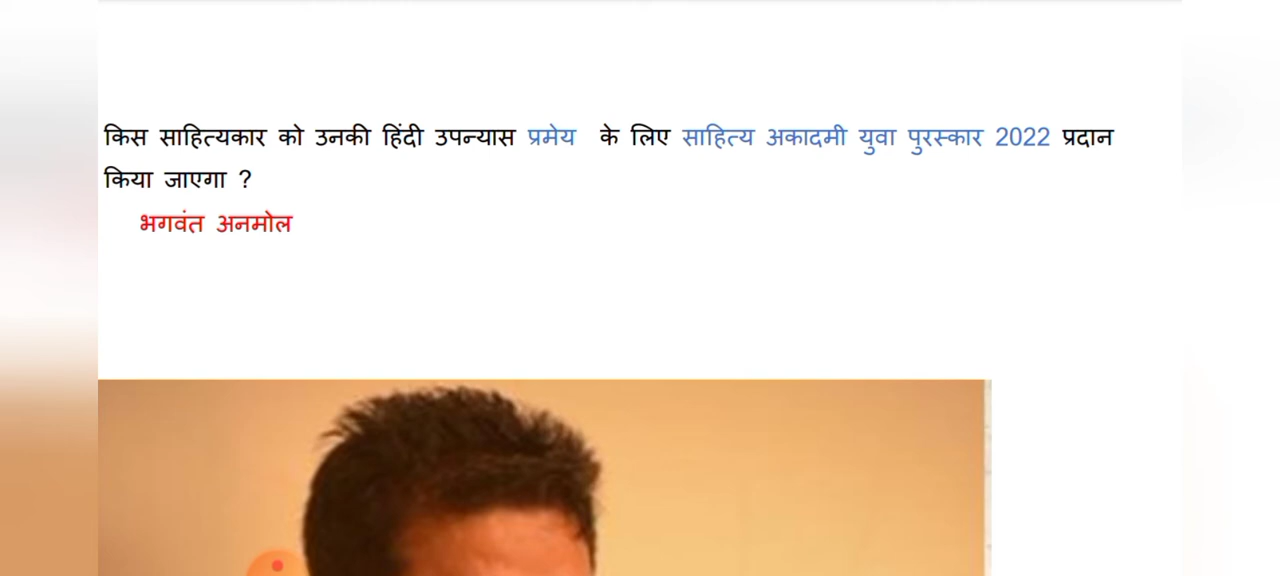 किस साहित्यकार को उनकी हिंदी उपन्यास प्रमेय के लिए साहित्य अकादमी युवा पुरस्कार 2022 प्रदान
किया जाएगा ?
भगवंत अनमोल